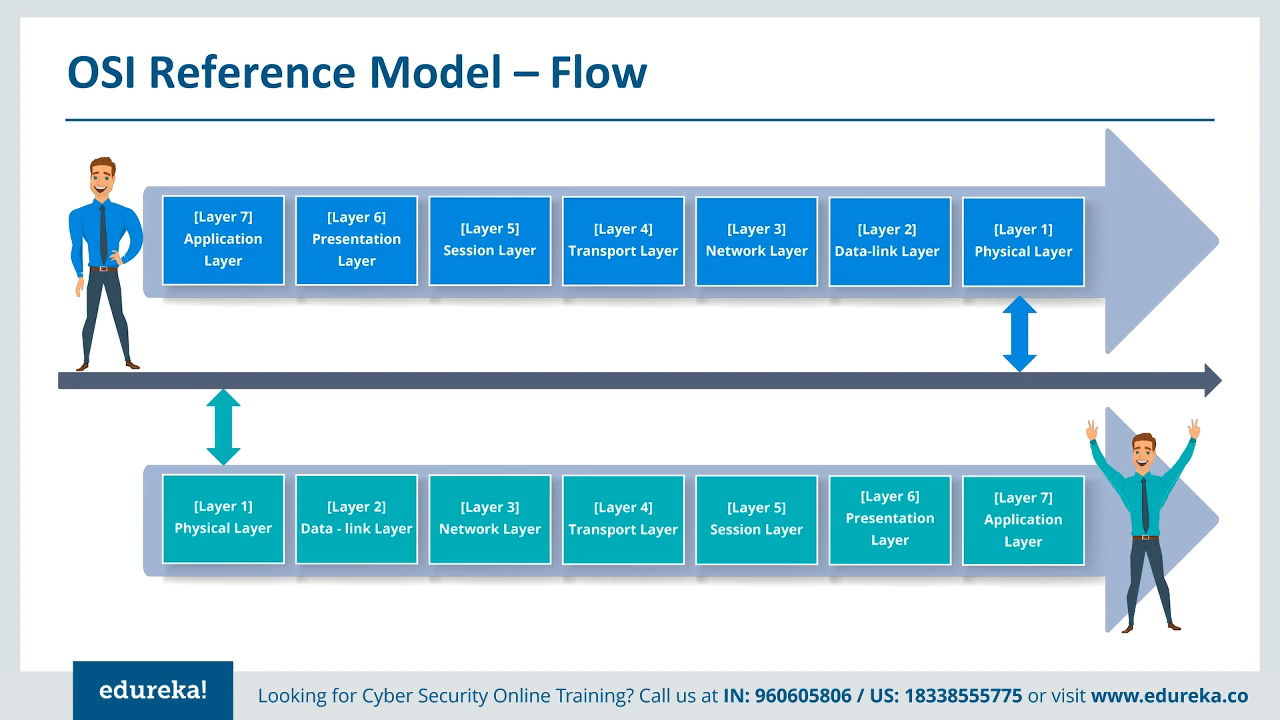 OSI Reference Model – Flow
[Layer 7]
Application
Layer
[Layer 6]
Presentation
Layer
[Layer 5]
Session Layer
[Layer 4]
Transport Layer
[Layer 3]
Network Layer
[Layer 2]
Data-link Layer
[Layer 1]
Physical Layer
[Layer 1]
Physical Layer
[Layer 2]
Data - link Layer
[Layer 3]
Network Layer
[Layer 4]
Transport Layer
[Layer 5]
Session Layer
[Layer 6]
Presentation
Layer
[Layer 7]
Application
Layer
edureka!
Looking for Cyber Security Online Training? Call us at IN: 960605806 / US: 18338555775 or visit www.edureka.co